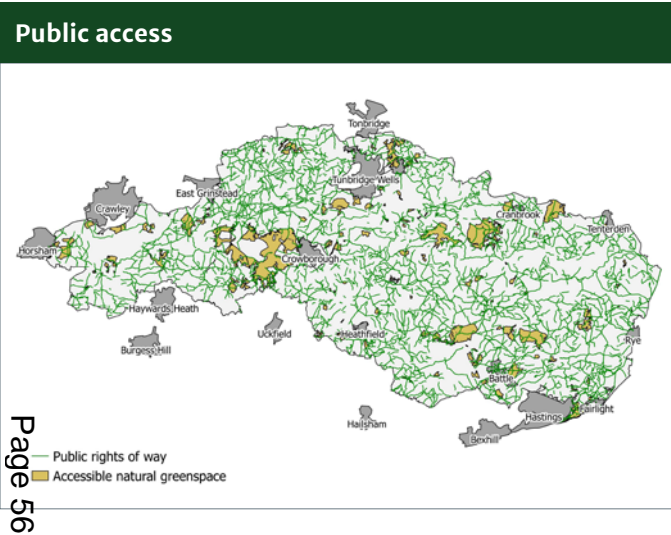 Public access
Tonbridge
Tunbridge Wells
East Grinstead
Crawley
Cranbrook
Tenterden
Horsham
Crowborough
Haywards Heath
Uckfield
Heathfield
Rye
Burgess Hill
Battle
Hailsham
Hastings
Fairlight
Bexhill
Public rights of way
Accessible natural greenspace
Page 56